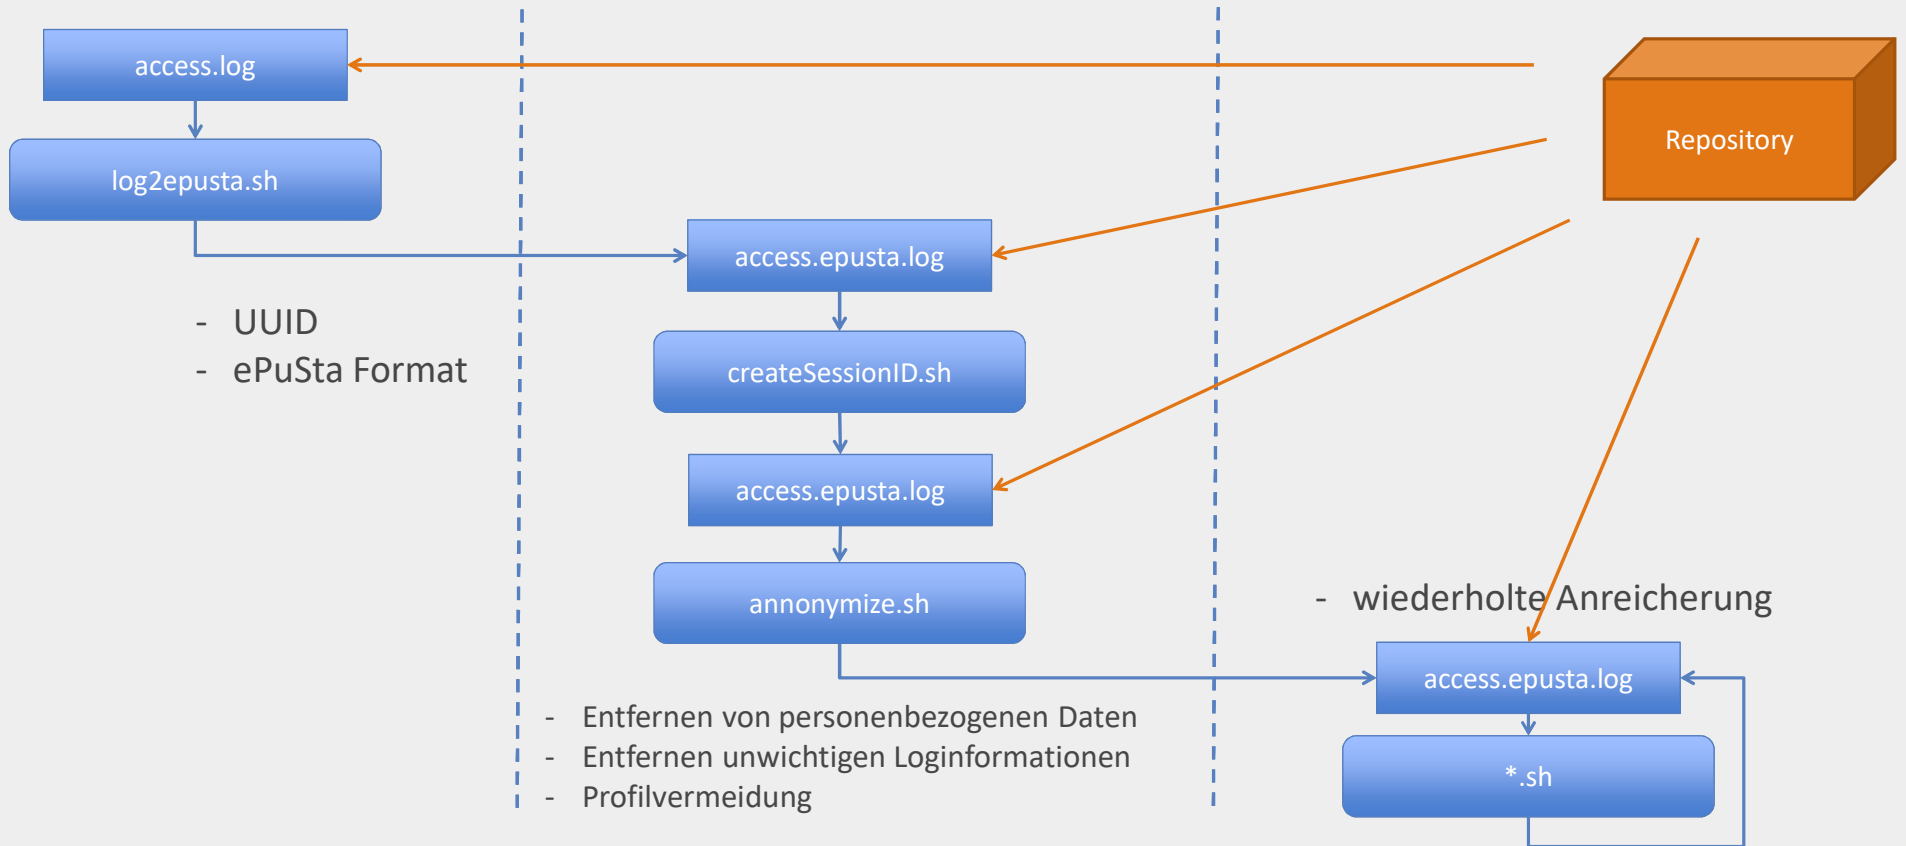 access.log
log2epusta.sh
- UUID
- ePuSta Format
access.epusta.log
createSessionID.sh
access.epusta.log
annonymize.sh
- Entfernen von personenbezogenen Daten
- Entfernen unwichtigen Loginformationen
- Profilvermeidung
Repository
- wiederholte Anreicherung
access.epusta.log
*.sh